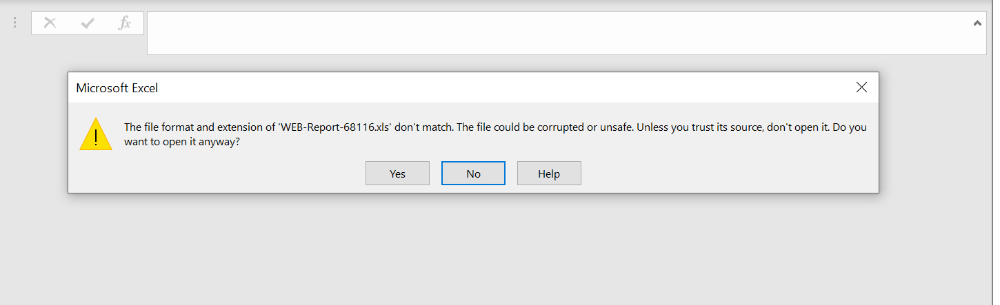 fx
Microsoft Excel
The file format and extension of 'WEB-Report-68116.xls' don't match. The file could be corrupted or unsafe. Unless you trust its source, don't open it. Do you
want to open it anyway?
Yes No Help